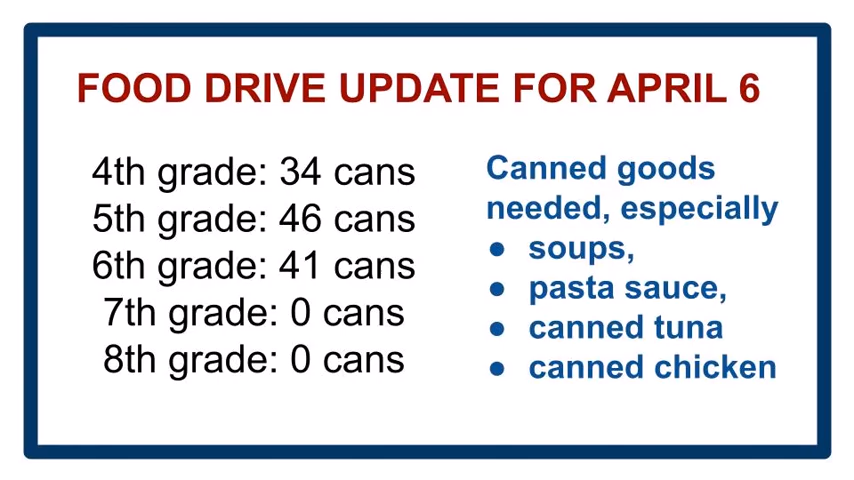 FOOD DRIVE UPDATE FOR APRIL 6
4th grade: 34 cans
5th grade: 46 cans
6th grade: 41 cans
7th grade: 0 cans
8th grade: 0 cans
Canned goods
needed, especially
● soups,
● pasta sauce,
● canned tuna
● canned chicken